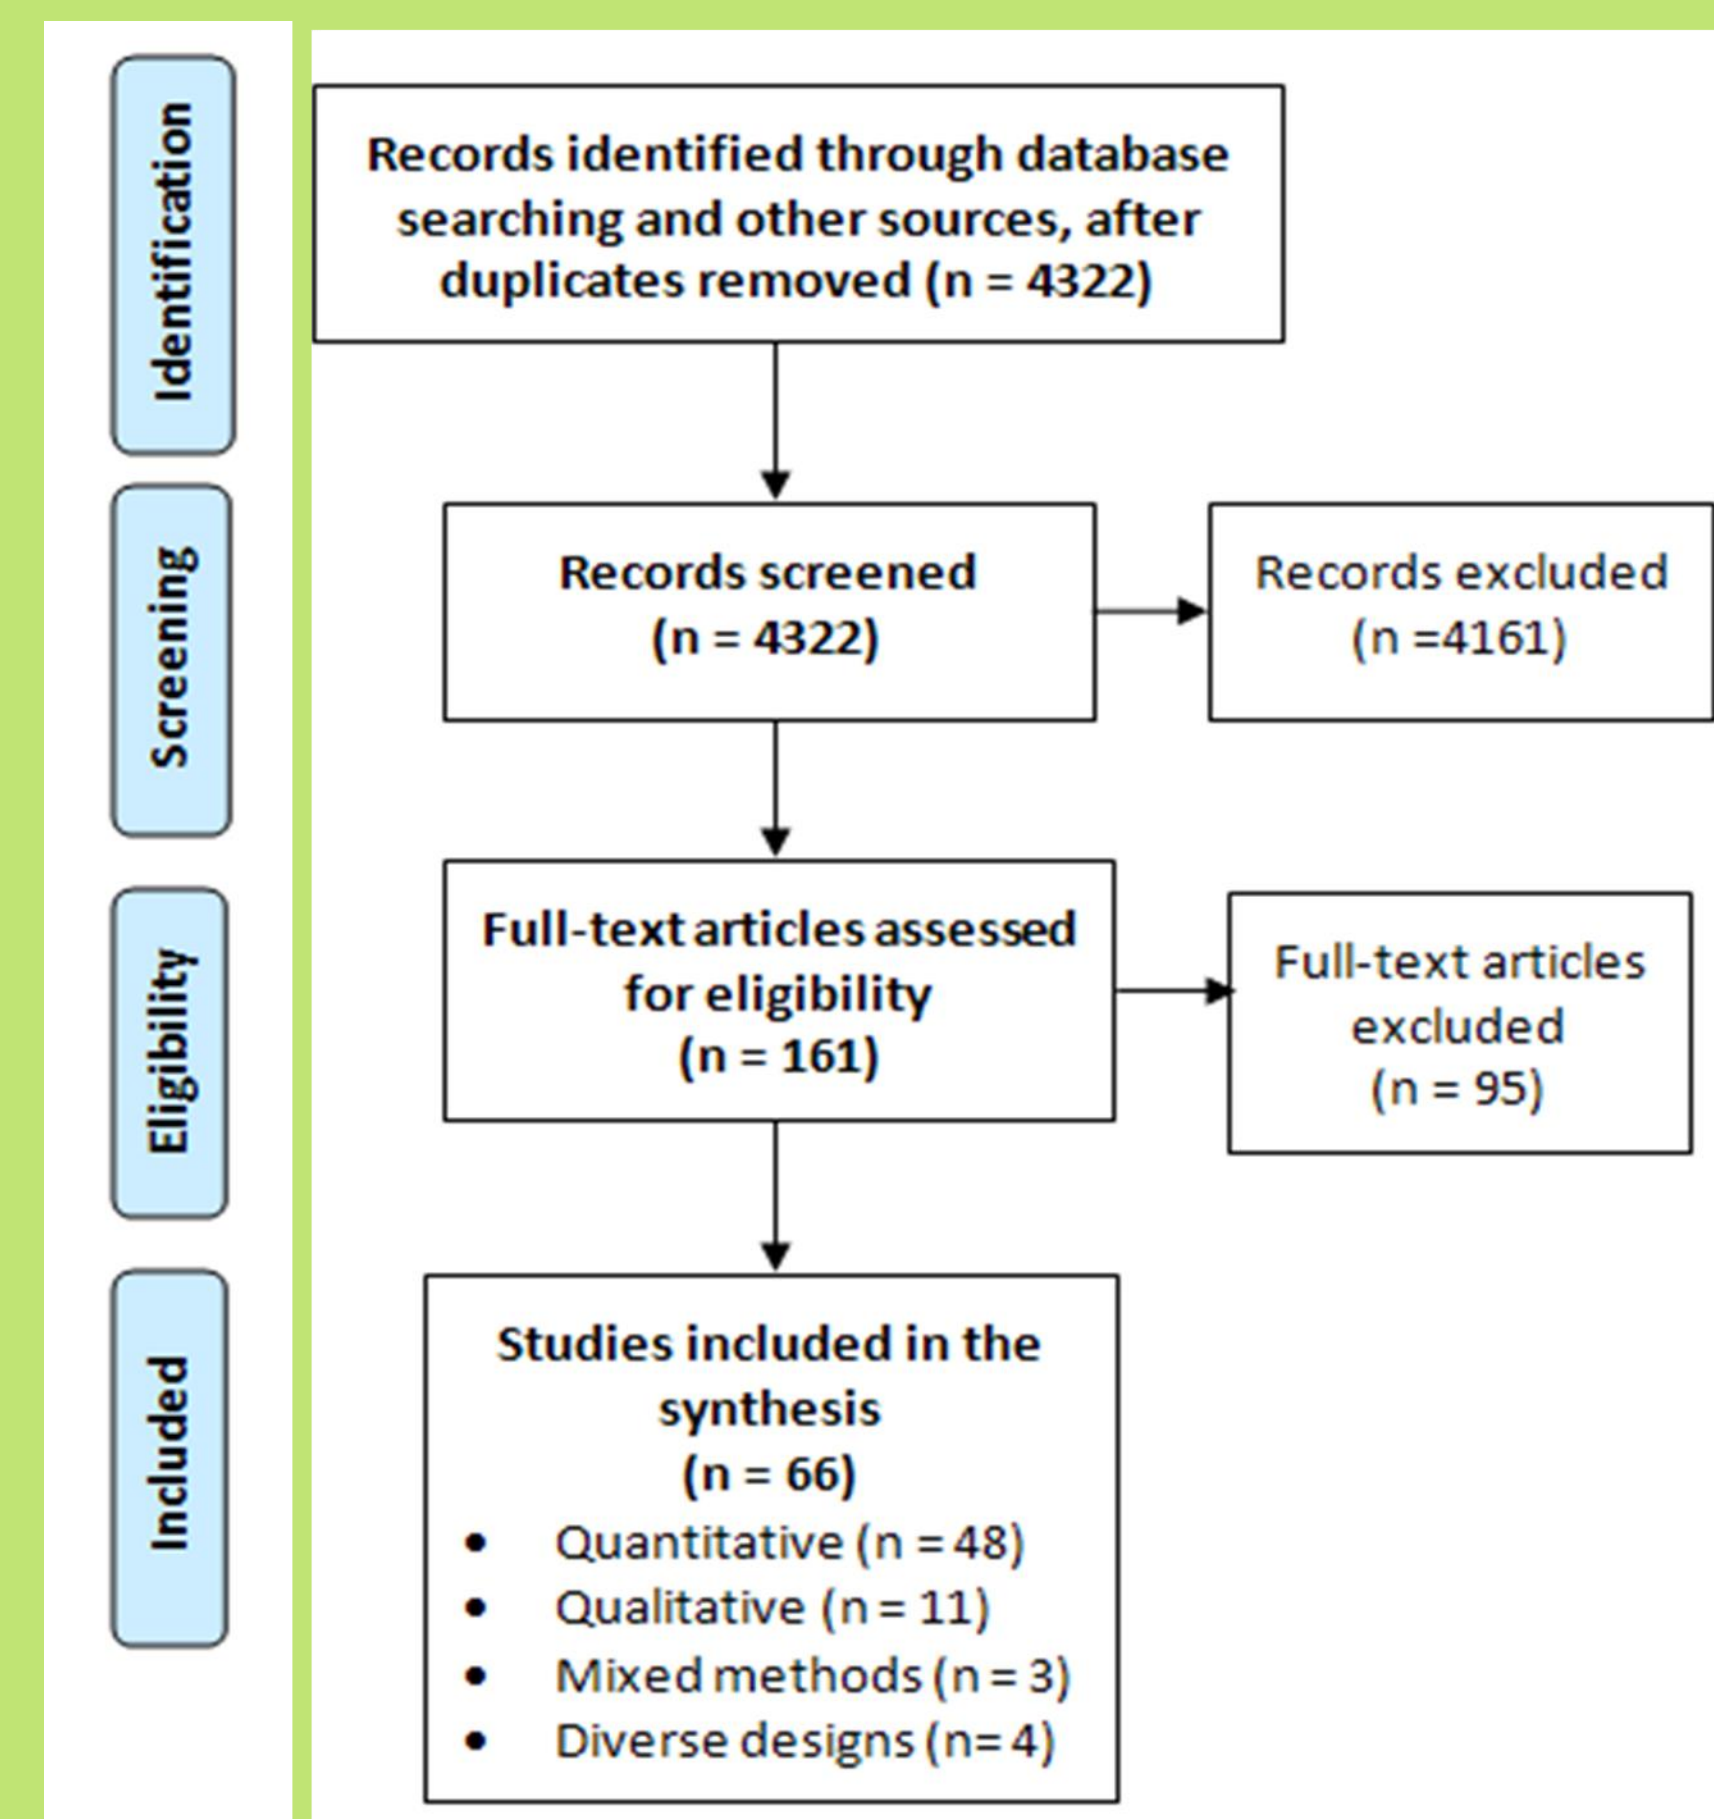 Identification
Records identified through database
searching and other sources, after
duplicates removed (n = 4322)
Screening
Records screened
(n = 4322)
Records excluded
(n =4161)
Eligibility
Full-text articles assessed
for eligibility
(n = 161)
Full-text articles
excluded
(n = 95)
Included
Studies included in the
synthesis
(n = 66)
• Quantitative (n = 48)
• Qualitative (n = 11)
• Mixed methods (n = 3)
• Diverse designs (n= 4)